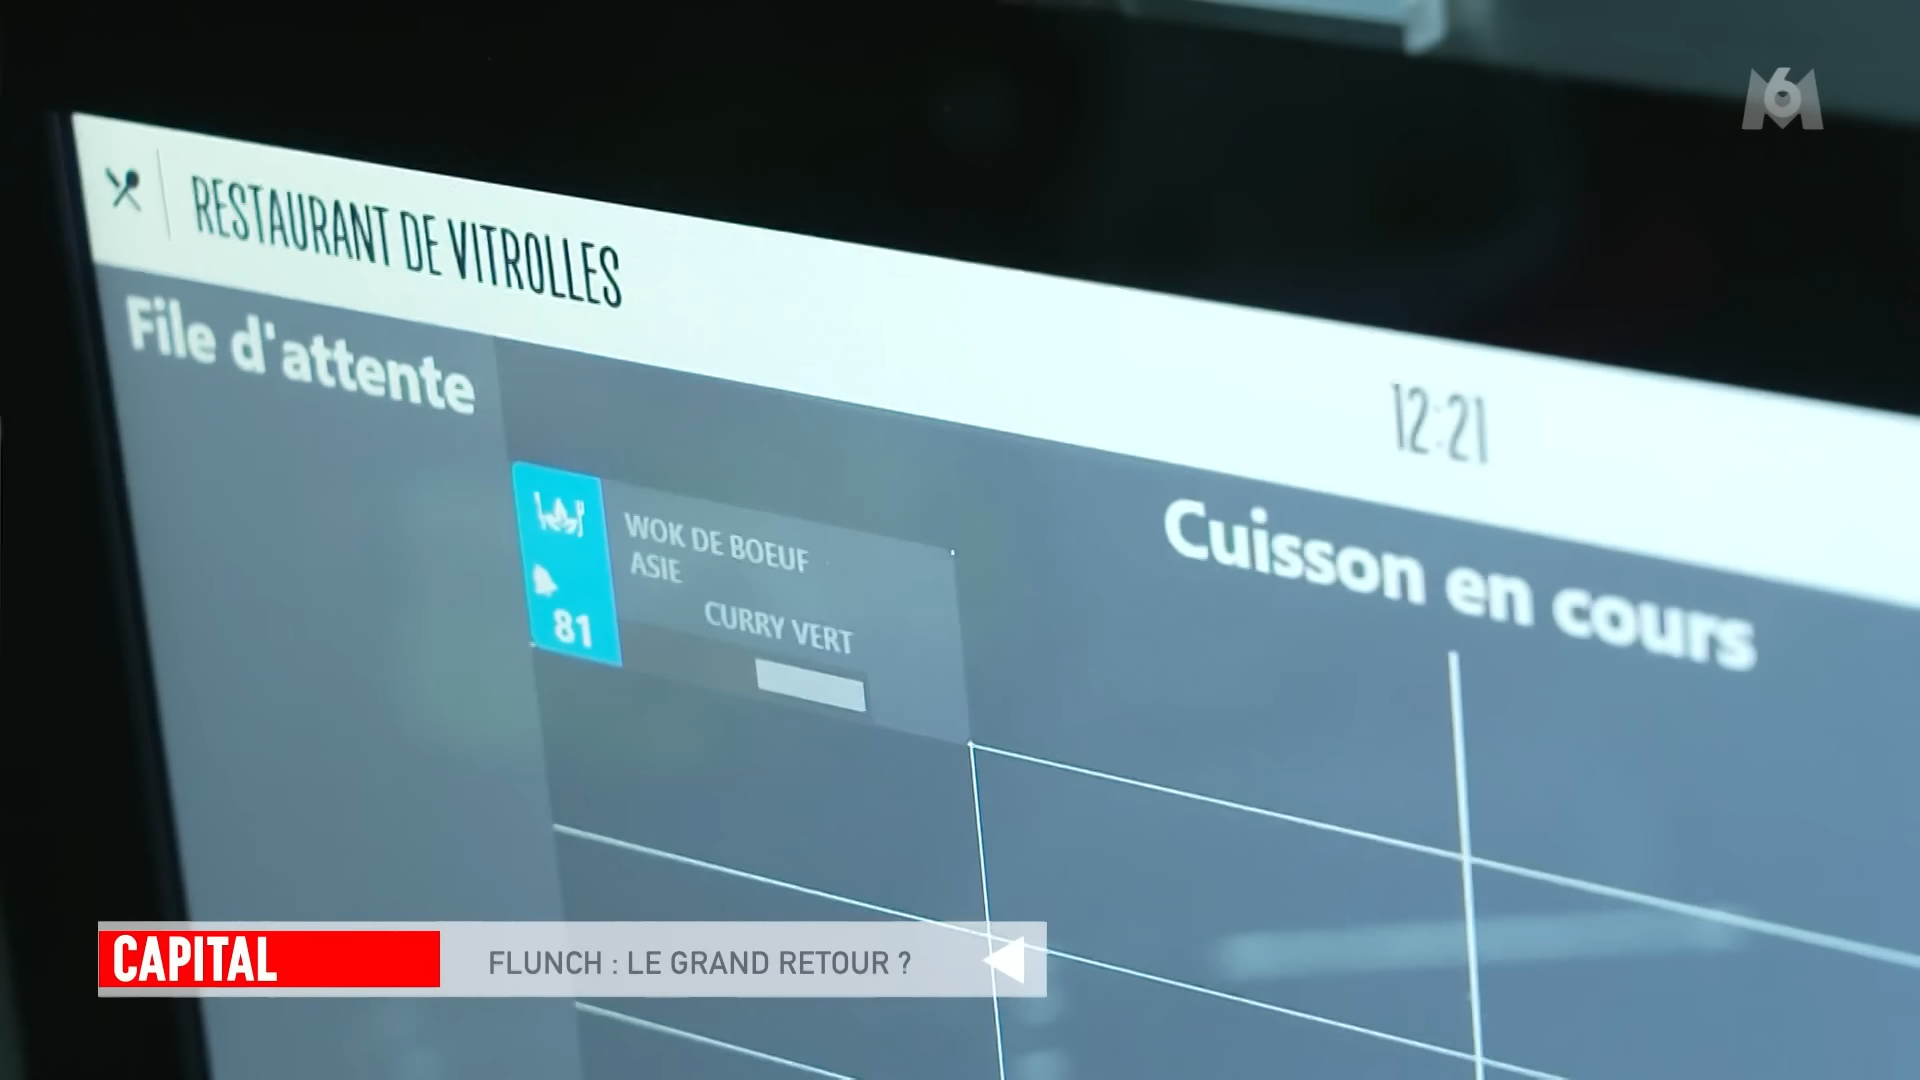 M6
RESTAURANT DE VITROLLES
12:21
File d'attente
Cuisson en cours
WOK DE BOEUF
ASIE
CURRY VERT
81
CAPITAL
FLUNCH : LE GRAND RETOUR ?